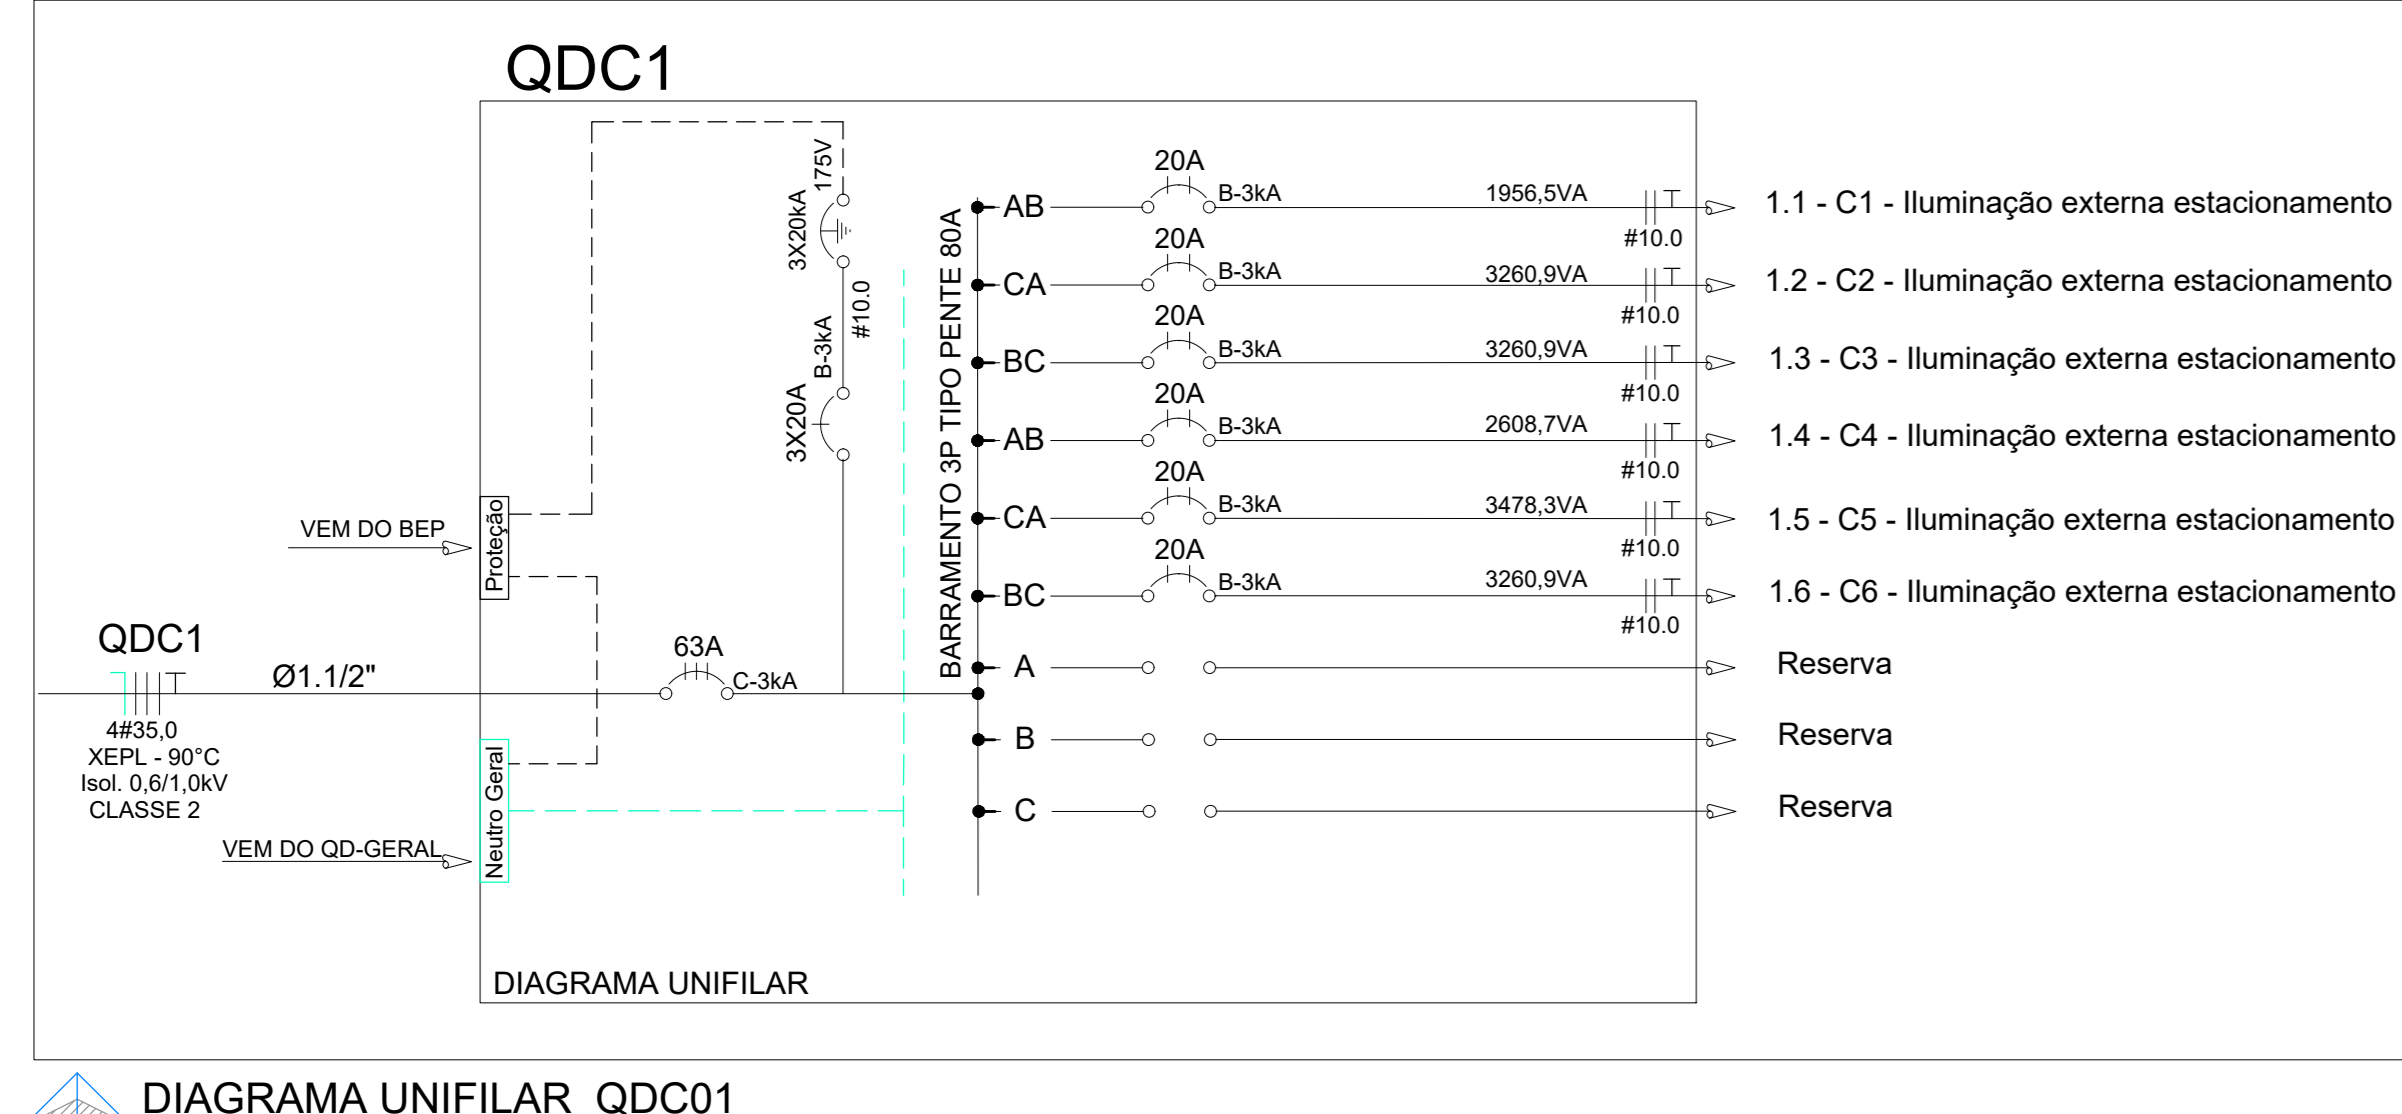 QDC1
175V
3X20kA
#10.0
B-3kA
3X20A
BARRAMENTO 3P TIPO PENTE 80A
AB 20A B-3kA 1956,5VA #10.0 1.1 - C1 - Iluminação externa estacionamento
CA 20A B-3kA 3260,9VA #10.0 1.2 - C2 - Iluminação externa estacionamento
BC 20A B-3kA 3260,9VA #10.0 1.3 - C3 - Iluminação externa estacionamento
AB 20A B-3kA 2608,7VA #10.0 1.4 - C4 - Iluminação externa estacionamento
CA 20A B-3kA 3478,3VA #10.0 1.5 - C5 - Iluminação externa estacionamento
BC 20A B-3kA 3260,9VA #10.0 1.6 - C6 - Iluminação externa estacionamento
A Reserva
B Reserva
C Reserva
VEM DO BEP
Proteção
QDC1
Ø1.1/2"
63A
C-3kA
4#35,0
XEPL - 90°C
Isol. 0,6/1,0kV
CLASSE 2
Neutro Geral
VEM DO QD-GERAL
DIAGRAMA UNIFILAR
DIAGRAMA UNIFILAR QDC01